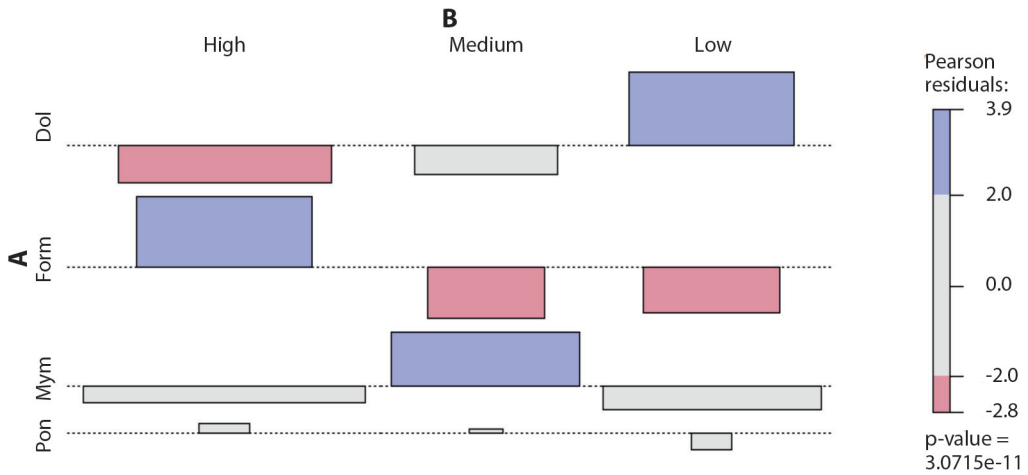 B
High Medium Low
Pearson
residuals:
3.9
2.0
0.0
-2.0
-2.8
p-value =
3.0715e-11
A
Dol
Form
Mym
Pon